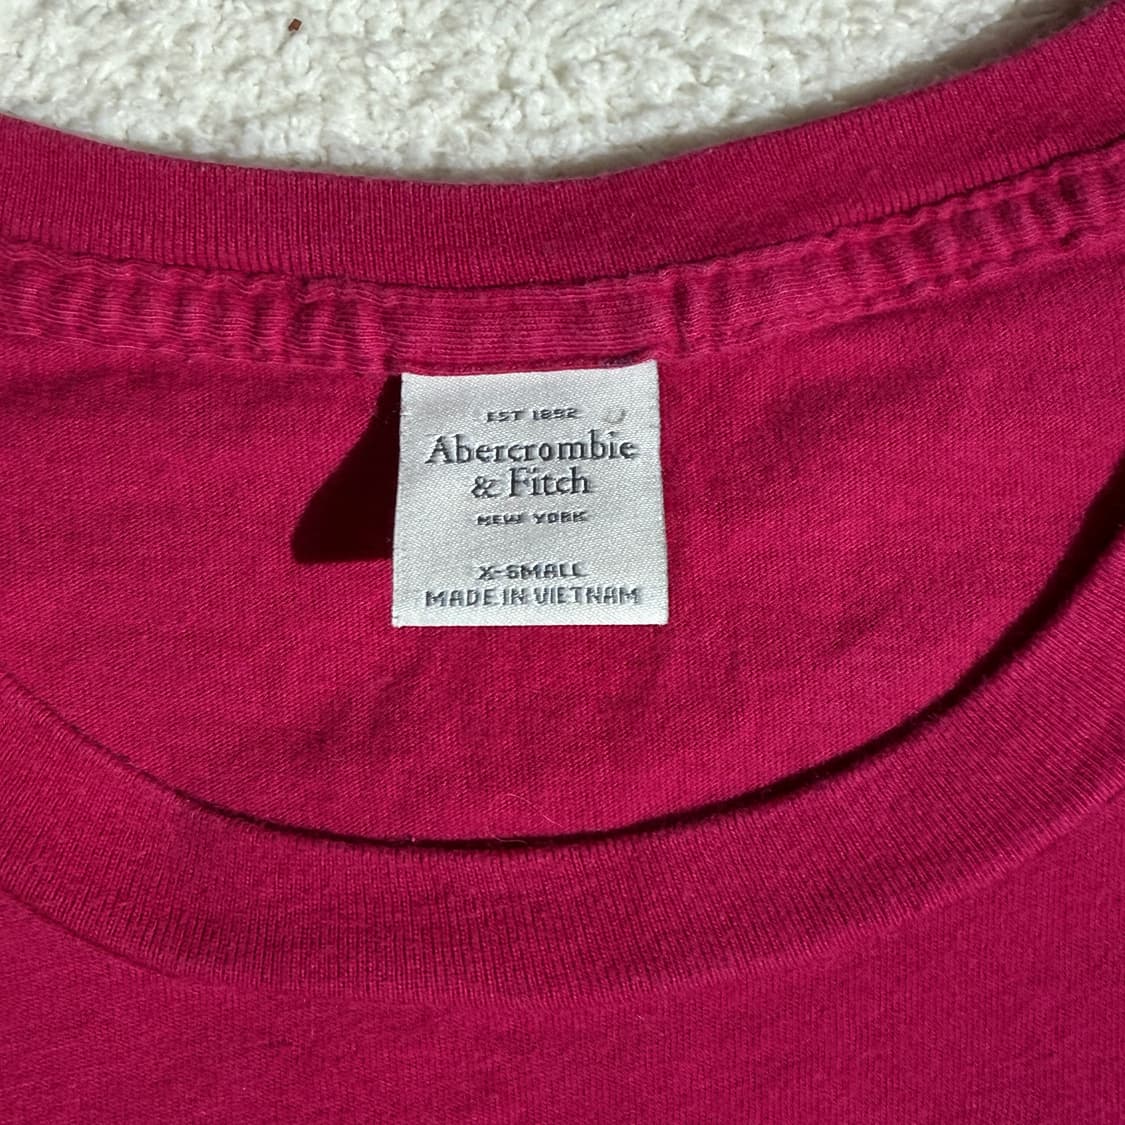 EST 1892
Abercrombie
& Fitch
NEW YORK
X-SMALL
MADE IN VIETNAM